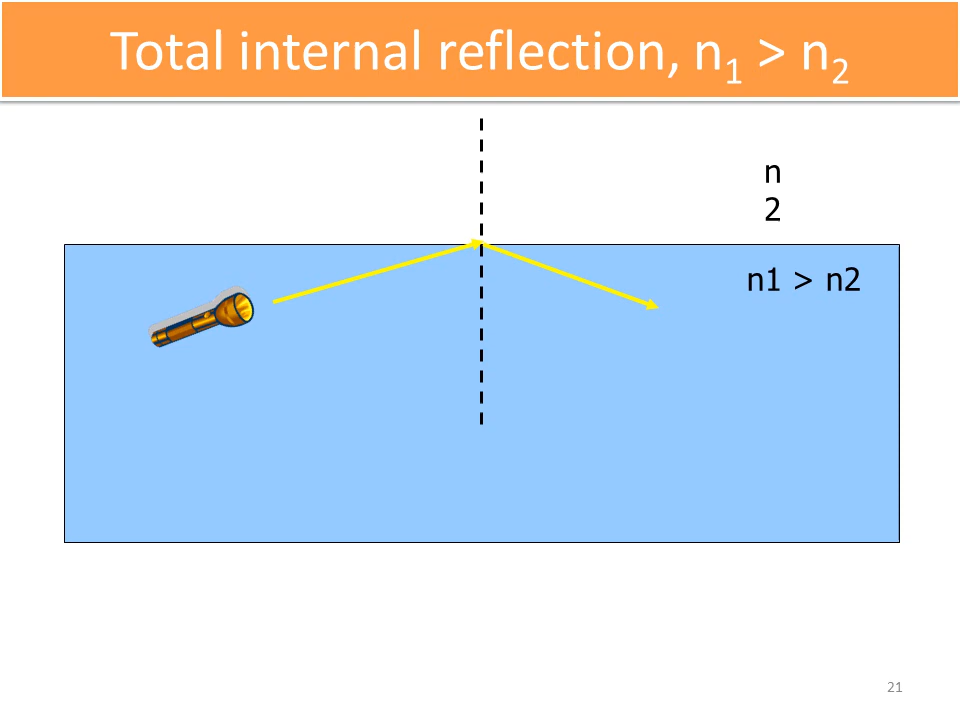 Total internal reflection, n₁ > n₂
n
2
n1 > n2
21